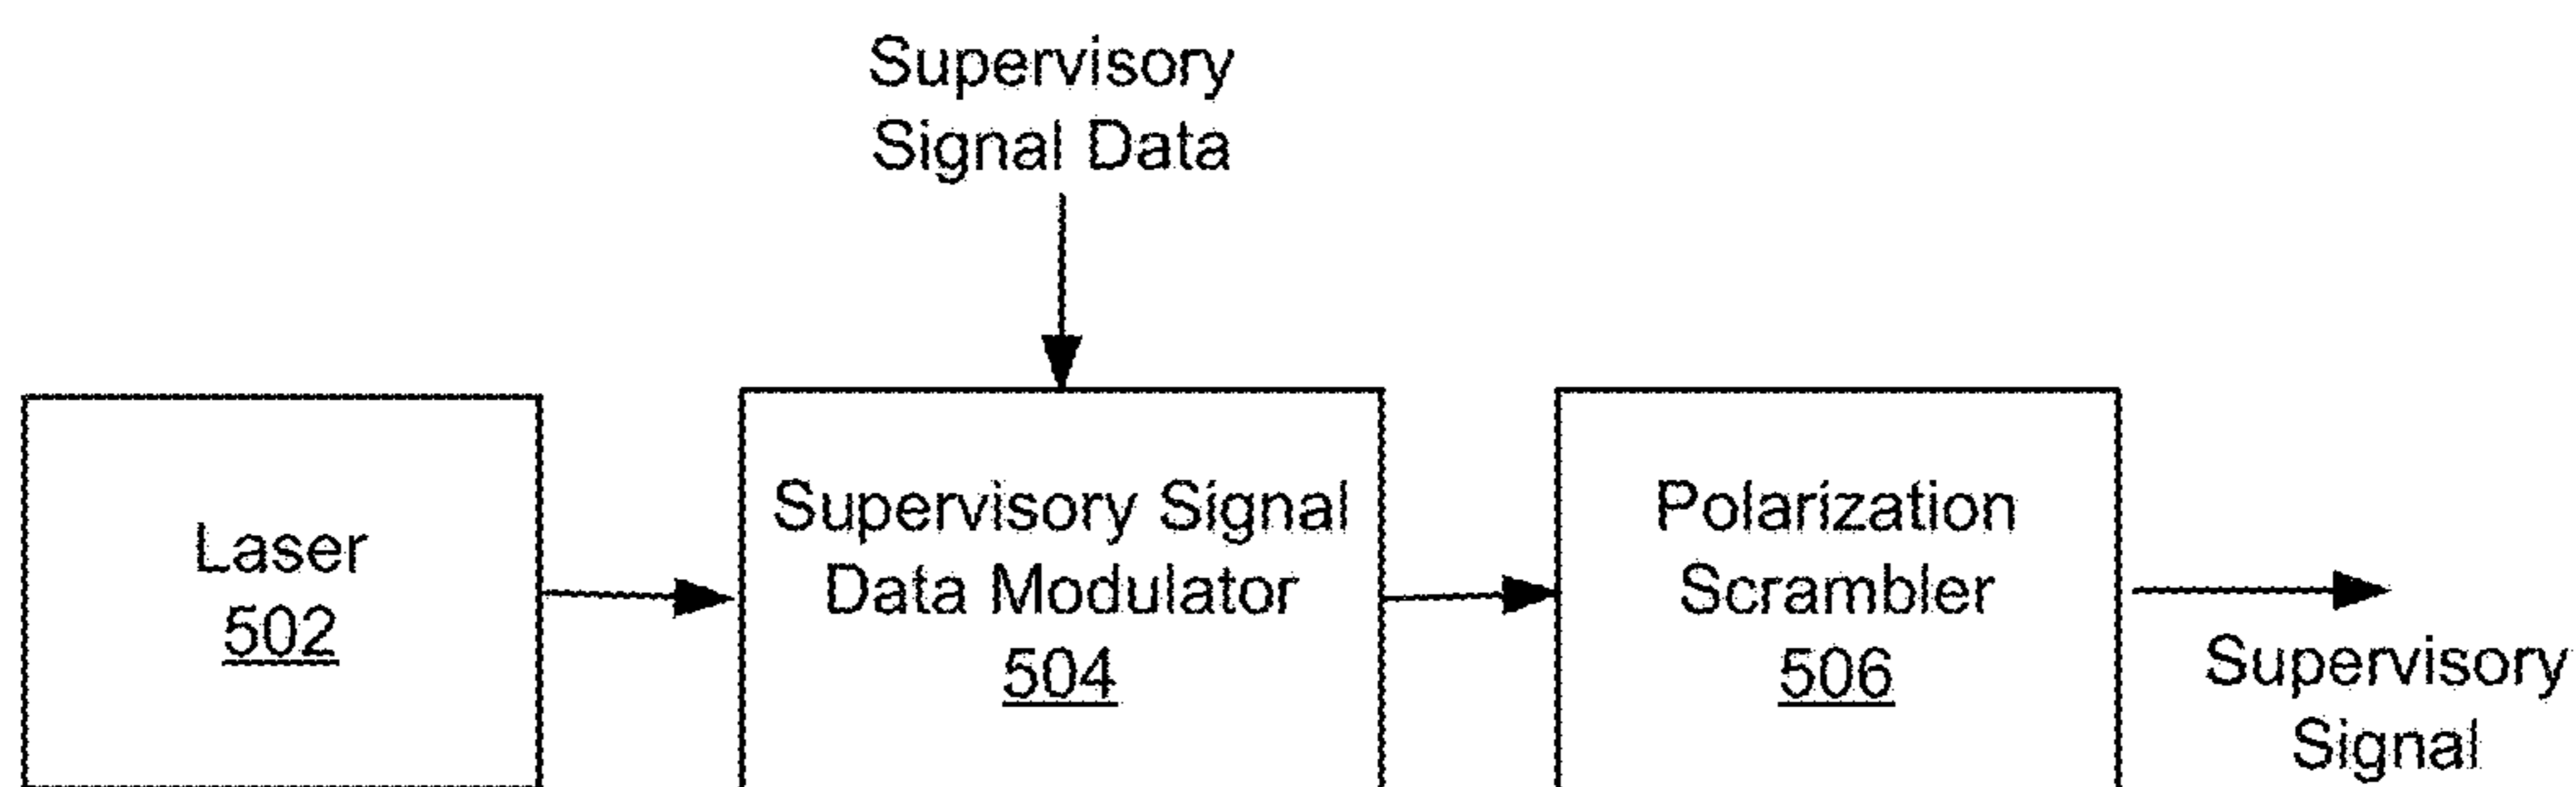 Supervisory
Signal Data
Laser
502
Supervisory Signal
Data Modulator
504
Polarization
Scrambler
506
Supervisory
Signal